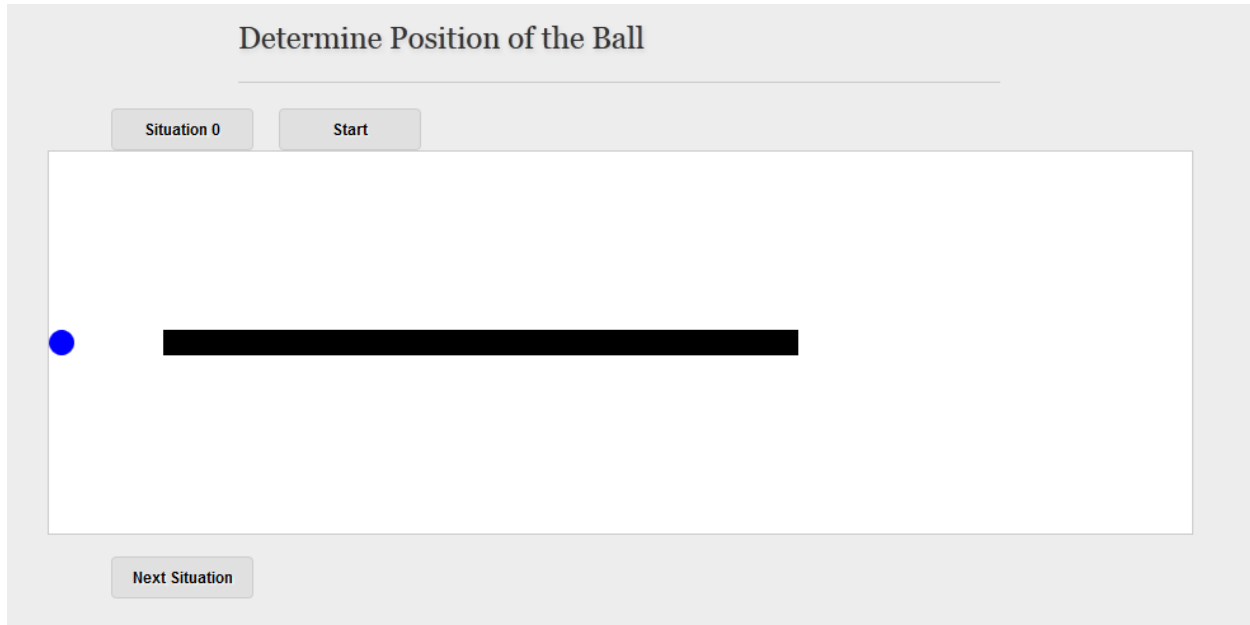 Determine Position of the Ball
Situation 0
Start
Next Situation